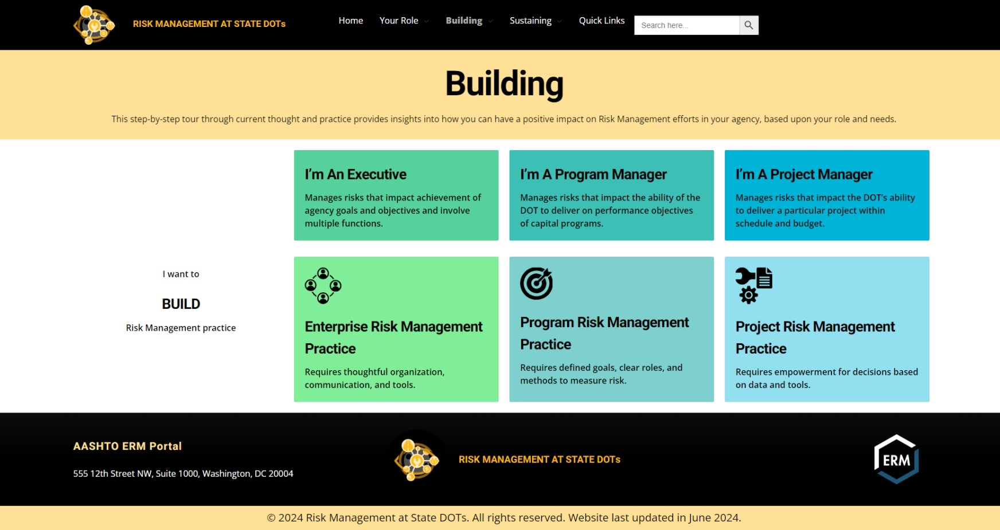 RISK MANAGEMENT AT STATE DOTs
Home
Your Role
Building
Sustaining
Quick Links
Search here...
Building
This step-by-step tour through current thought and practice provides insights into how you can have a positive impact on Risk Management efforts in your agency, based upon your role and needs.
I’m An Executive
Manages risks that impact achievement of
agency goals and objectives and involve
multiple functions.
I’m A Program Manager
Manages risks that impact the ability of the
DOT to deliver on performance objectives
of capital programs.
I’m A Project Manager
Manages risks that impact the DOT’s ability
to deliver a particular project within
schedule and budget.
I want to
BUILD
Risk Management practice
Enterprise Risk Management
Practice
Requires thoughtful organization,
communication, and tools.
Program Risk Management
Practice
Requires defined goals, clear roles, and
methods to measure risk.
Project Risk Management
Practice
Requires empowerment for decisions based
on data and tools.
AASHTO ERM Portal
555 12th Street NW, Suite 1000, Washington, DC 20004
RISK MANAGEMENT AT STATE DOTs
ERM
© 2024 Risk Management at State DOTs. All rights reserved. Website last updated in June 2024.